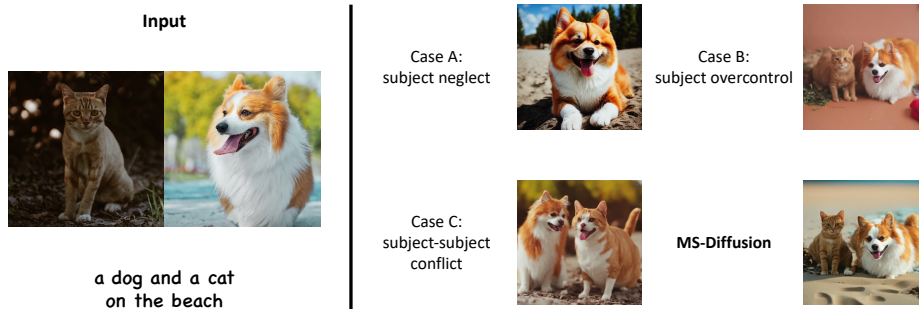 Input
a dog and a cat
on the beach
Case A:
subject neglect
Case B:
subject overcontrol
Case C:
subject-subject
conflict
MS-Diffusion